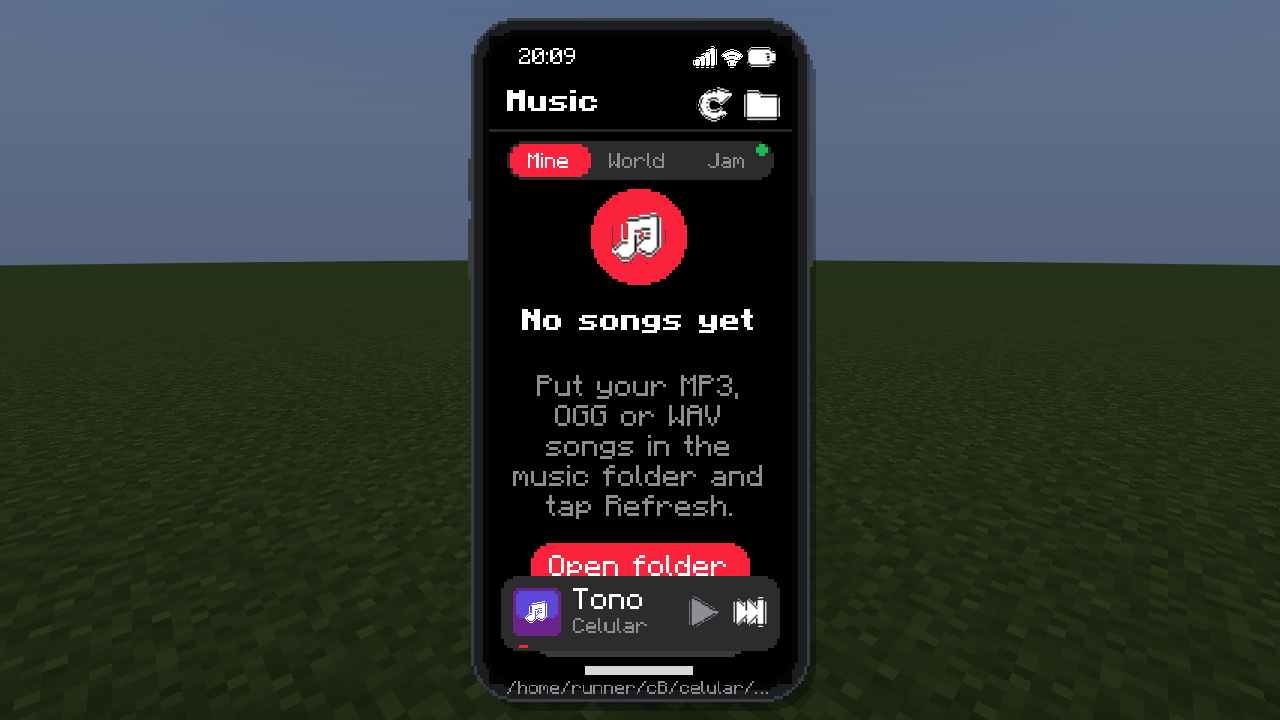 20:09
Music
Mine World Jam
No songs yet
Put your MP3,
OGG or WAV
songs in the
music folder and
tap Refresh.
Open folder
Tono
Celular
/home/runner/cB/celular/...